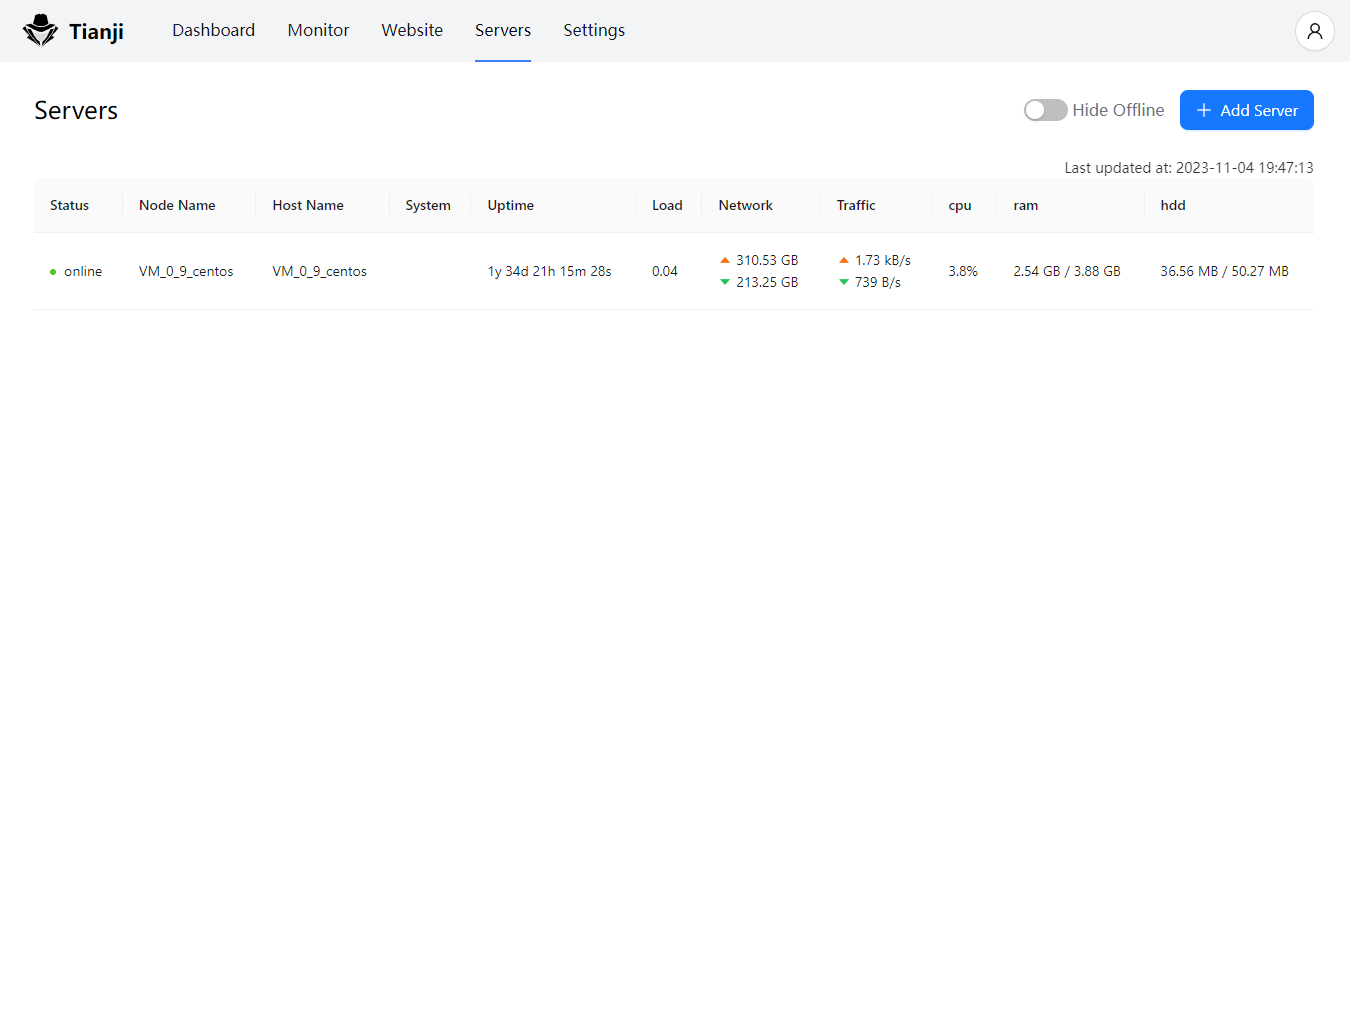 Tianji Dashboard Monitor Website Servers Settings
Servers Hide Offline Add Server
Last updated at: 2023-11-04 19:47:13
Status Node Name Host Name System Uptime Load Network Traffic cpu ram hdd
online VM_0_9_centos VM_0_9_centos 1y 34d 21h 15m 28s 0.04 310.53 GB 1.73 kB/s 3.8% 2.54 GB / 3.88 GB 36.56 MB / 50.27 MB
213.25 GB 739 B/s